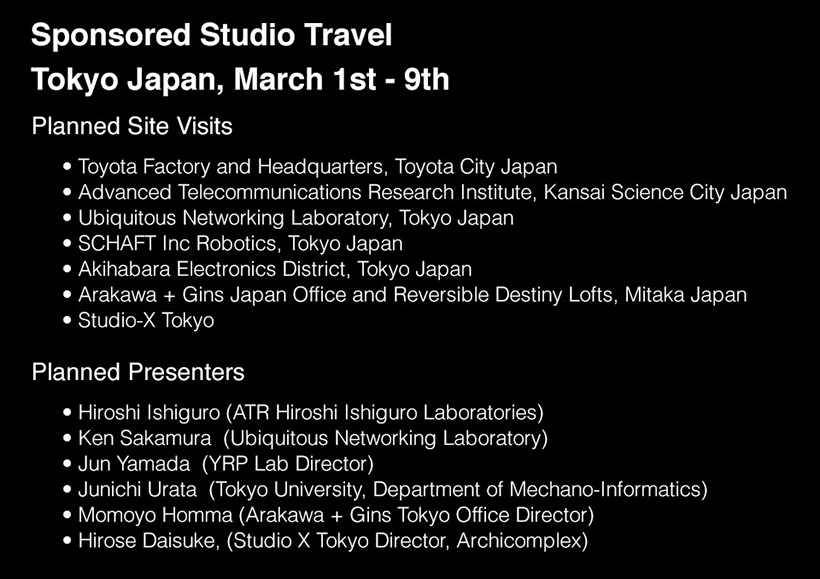 Sponsored Studio Travel
Tokyo Japan, March 1st - 9th
Planned Site Visits
• Toyota Factory and Headquarters, Toyota City Japan
• Advanced Telecommunications Research Institute, Kansai Science City Japan
• Ubiquitous Networking Laboratory, Tokyo Japan
• SCHAFT Inc Robotics, Tokyo Japan
• Akihabara Electronics District, Tokyo Japan
• Arakawa + Gins Japan Office and Reversible Destiny Lofts, Mitaka Japan
• Studio-X Tokyo
Planned Presenters
• Hiroshi Ishiguro (ATR Hiroshi Ishiguro Laboratories)
• Ken Sakamura  (Ubiquitous Networking Laboratory)
• Jun Yamada  (YRP Lab Director)
• Junichi Urata  (Tokyo University, Department of Mechano-Informatics)
• Momoyo Homma (Arakawa + Gins Tokyo Office Director)
• Hirose Daisuke, (Studio X Tokyo Director, Archicomplex)